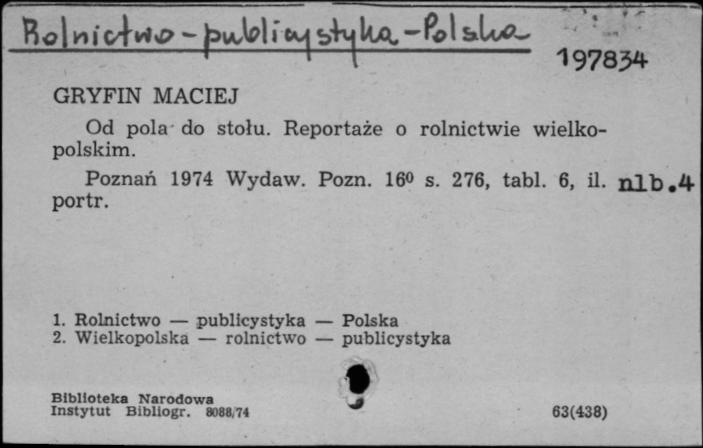 Rolnictwo - publicystyka - Polska
197834
GRYFIN MACIEJ
Od pola do stołu. Reportaże o rolnictwie wielko-
polskim.
Poznań 1974 Wydaw. Pozn. 16⁰ s. 276, tabl. 6, il. nlb.4
portr.
1. Rolnictwo — publicystyka — Polska
2. Wielkopolska — rolnictwo — publicystyka
Biblioteka Narodowa
Instytut Bibliogr. 8088/74
63(438)